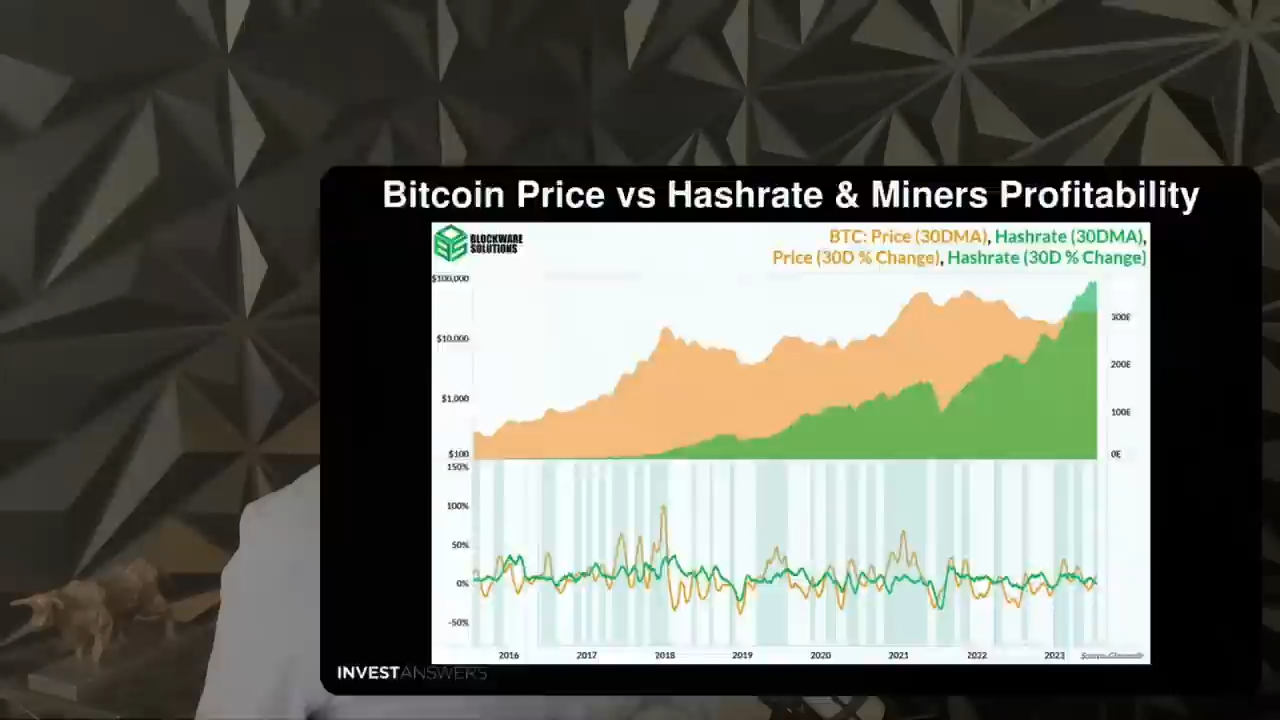 Bitcoin Price vs Hashrate & Miners Profitability
BLOCKWARE
SOLUTIONS
BTC: Price (30DMA), Hashrate (30DMA),
Price (30D % Change), Hashrate (30D % Change)
$100,000
$10,000
$1,000
$100
300E
200E
100E
0E
150%
100%
50%
0%
-50%
2016 2017 2018 2019 2020 2021 2022 2023
INVESTANSWERS